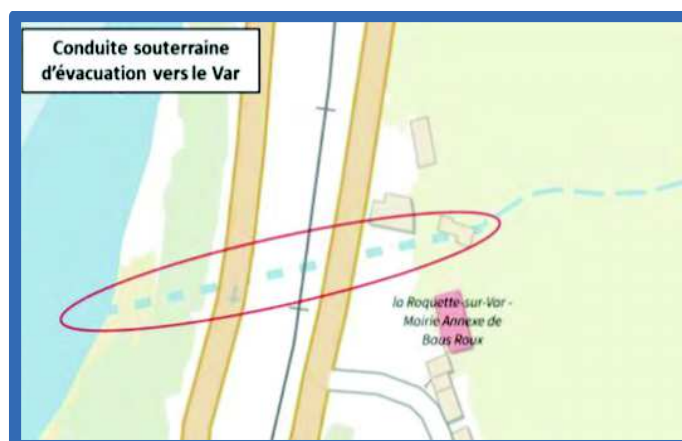 Conduite souterraine
d'évacuation vers le Var
la Roquette-sur-Var -
Mairie Annexe de
Baus Roux